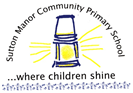 Sutton Manor Community Primary School
...where children shine